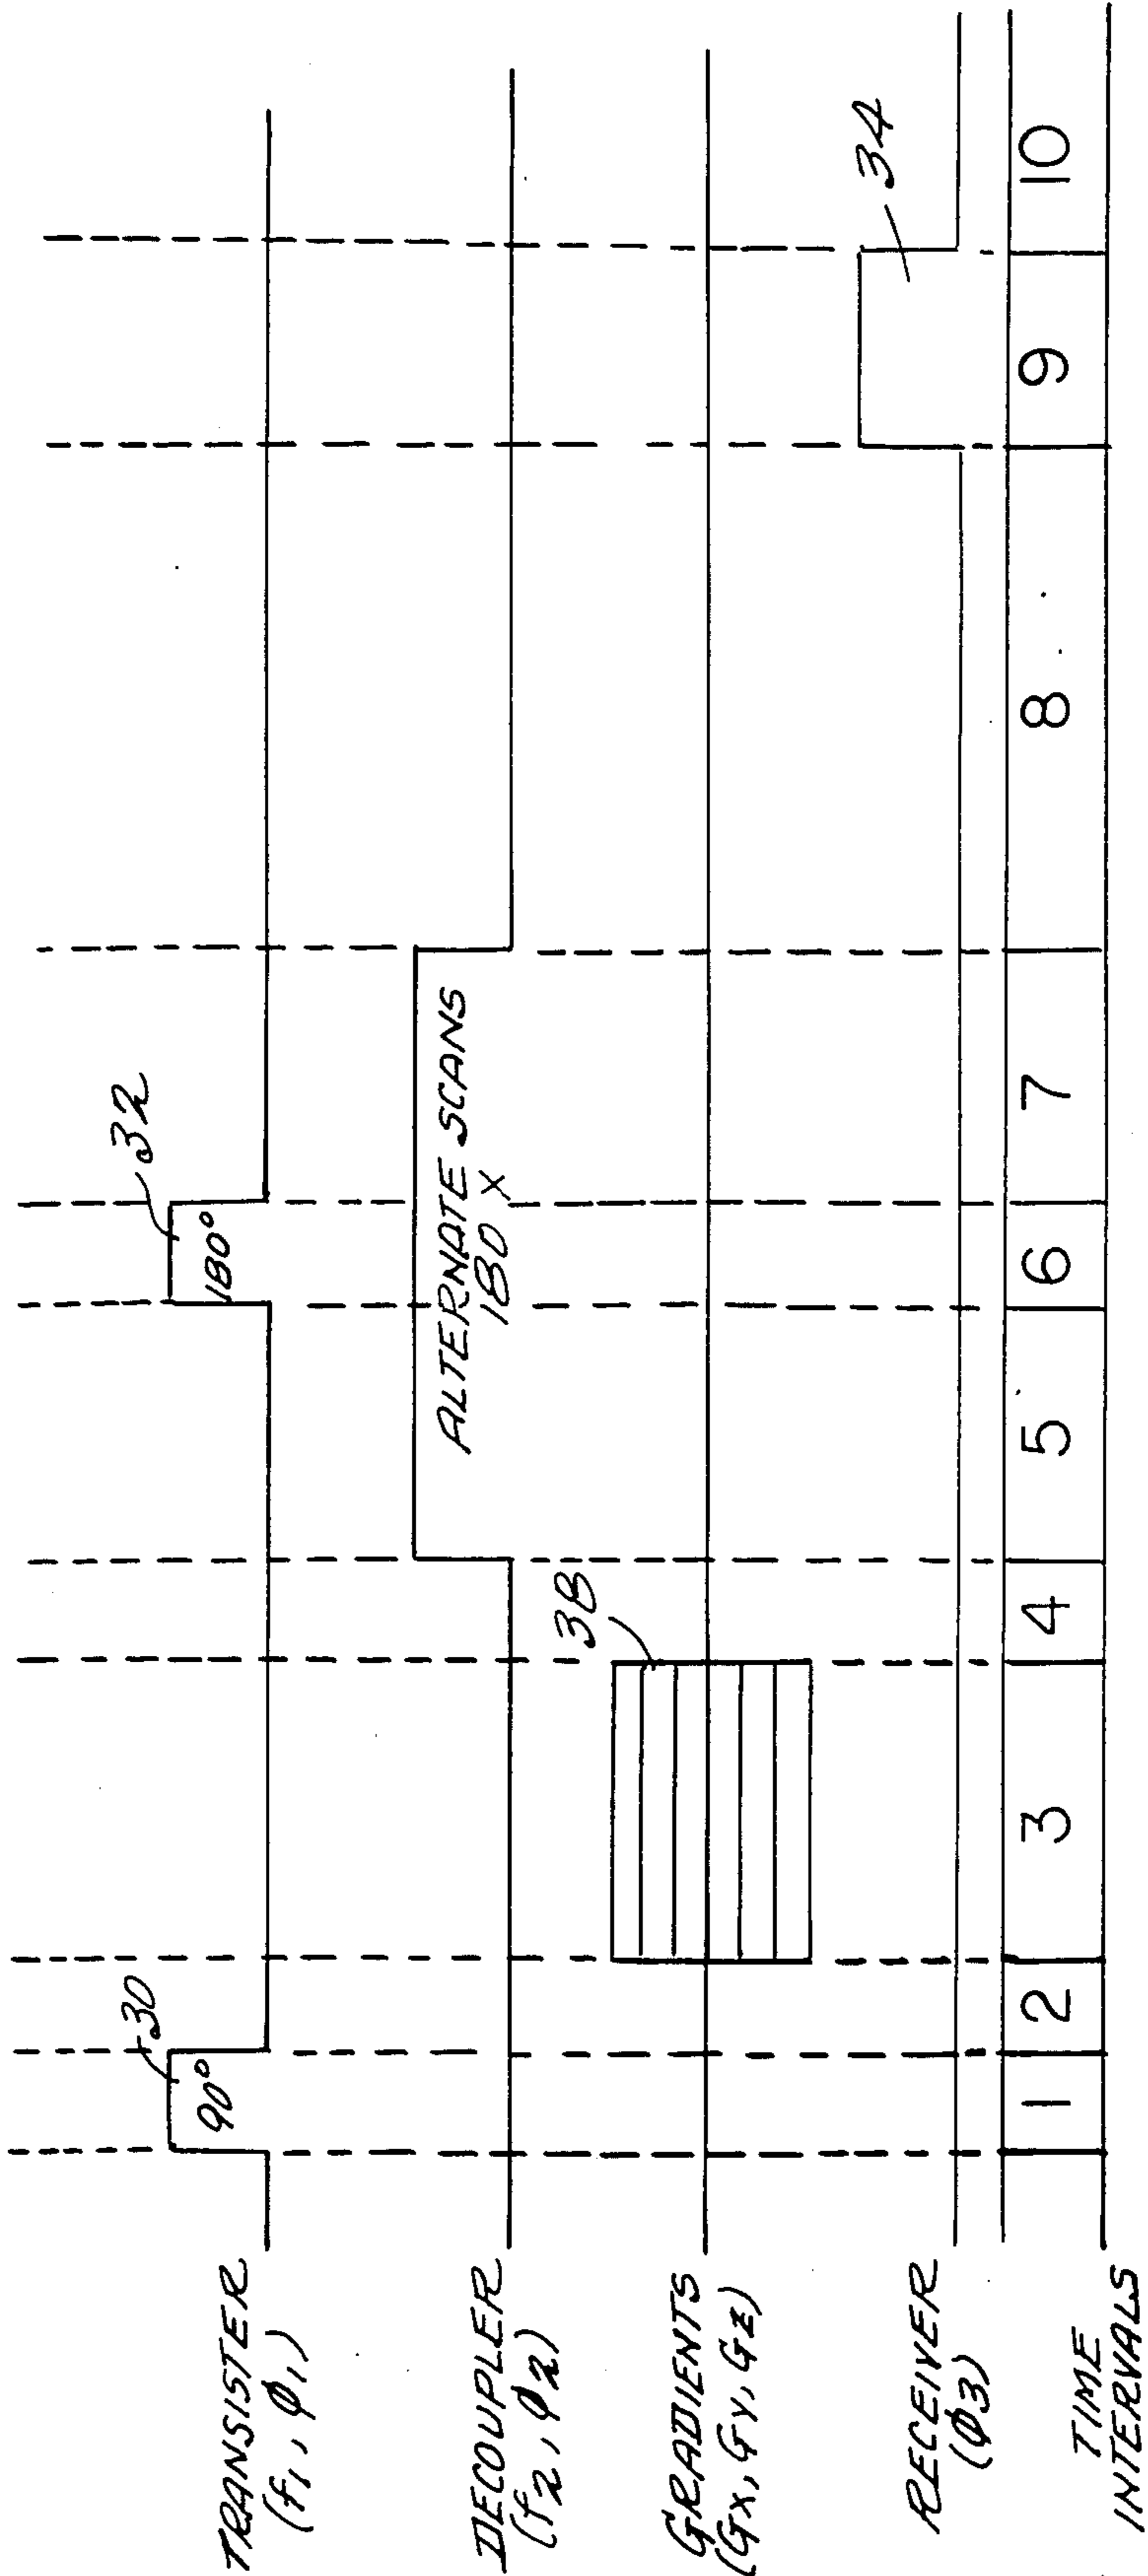 TRANSISTER
(f₁, φ₁)
30
90°
32
180°
DECOUPLER
(f2, φ2)
ALTERNATE SCANS
180 X
GRADIENTS
(Gx, Gy, Gz)
38
RECEIVER
(φ3)
34
TIME
INTERVALS
1 2 3 4 5 6 7 8 9 10